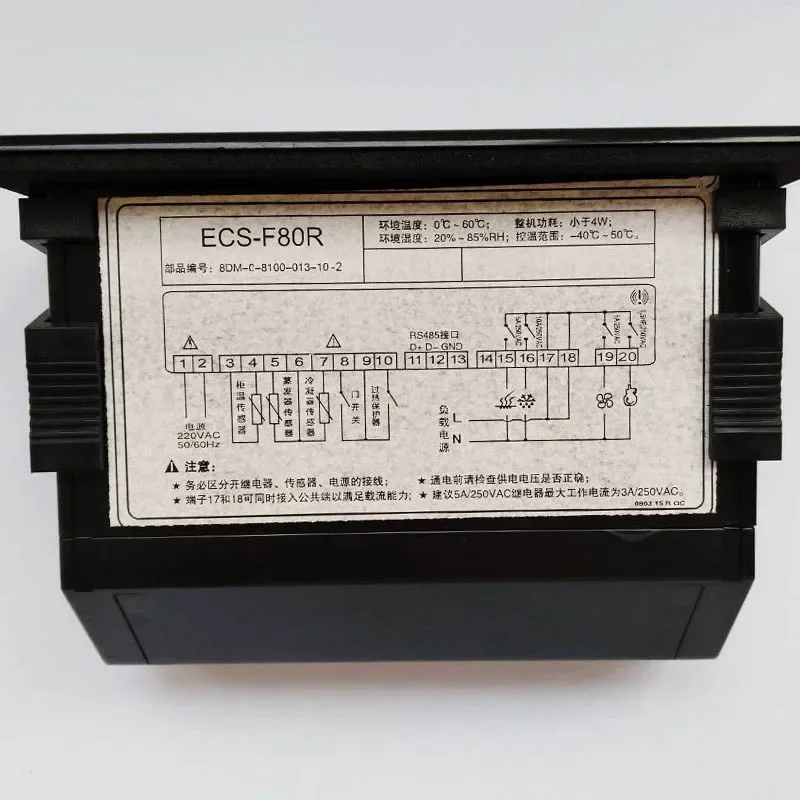 ECS-F80R
环境温度：0℃~60℃； 整机功耗：小于4W；
环境湿度：20%~85%RH；控温范围：-40℃~50℃。
部品编号：8DM-C-8100-013-10-2
5A/250VAC 10A/250VAC 5A/250VAC
RS485接口
D+ D- GND
1 2 3 4 5 6 7 8 9 10 11 12 13 14 15 16 17 18 19 20
电源
220VAC
50/60Hz
柜温传感器
蒸发器传感器
冷凝器传感器
门开关
过热保护器
负载电源
L
N
注意：
★ 务必区分开继电器、传感器、电源的接线；
★ 通电前请检查供电电压是否正确；
★ 端子17和18可同时接入公共端以满足载流能力；
★ 建议5A/250VAC继电器最大工作电流为3A/250VAC。